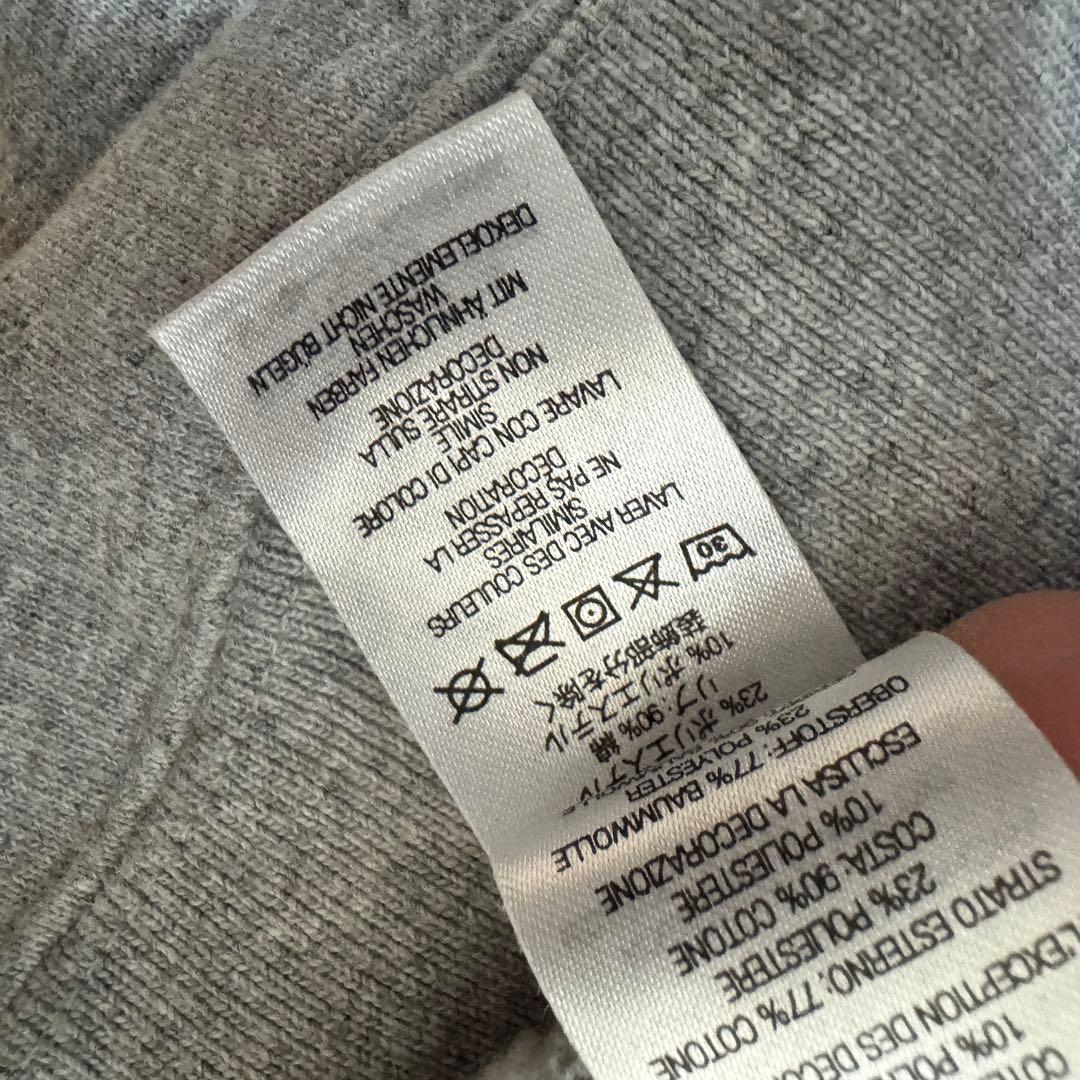 10% POL
L'EXCEPTION DES DÉCO
STRATO ESTERNO: 77% COTONE
23% POLIESTERE
COSTA: 90% COTONE
10% POLIESTERE
ESCLUSA LA DECORAZIONE
OBERSTOFF: 77% BAUMWOLLE
23% POLYESTER
23% ポリエステル
リブ: 90% 綿
10% ポリエステル
装飾部分を除く
30
LAVER AVEC DES COULEURS
SIMILAIRES
NE PAS REPASSER LA
DÉCORATION
LAVARE CON CAPI DI COLORE
SIMILE
NON STIRARE SULLA
DECORAZIONE
MIT ÄHNLICHEN FARBEN
WASCHEN
DEKOELEMENTE NICHT BÜGELN